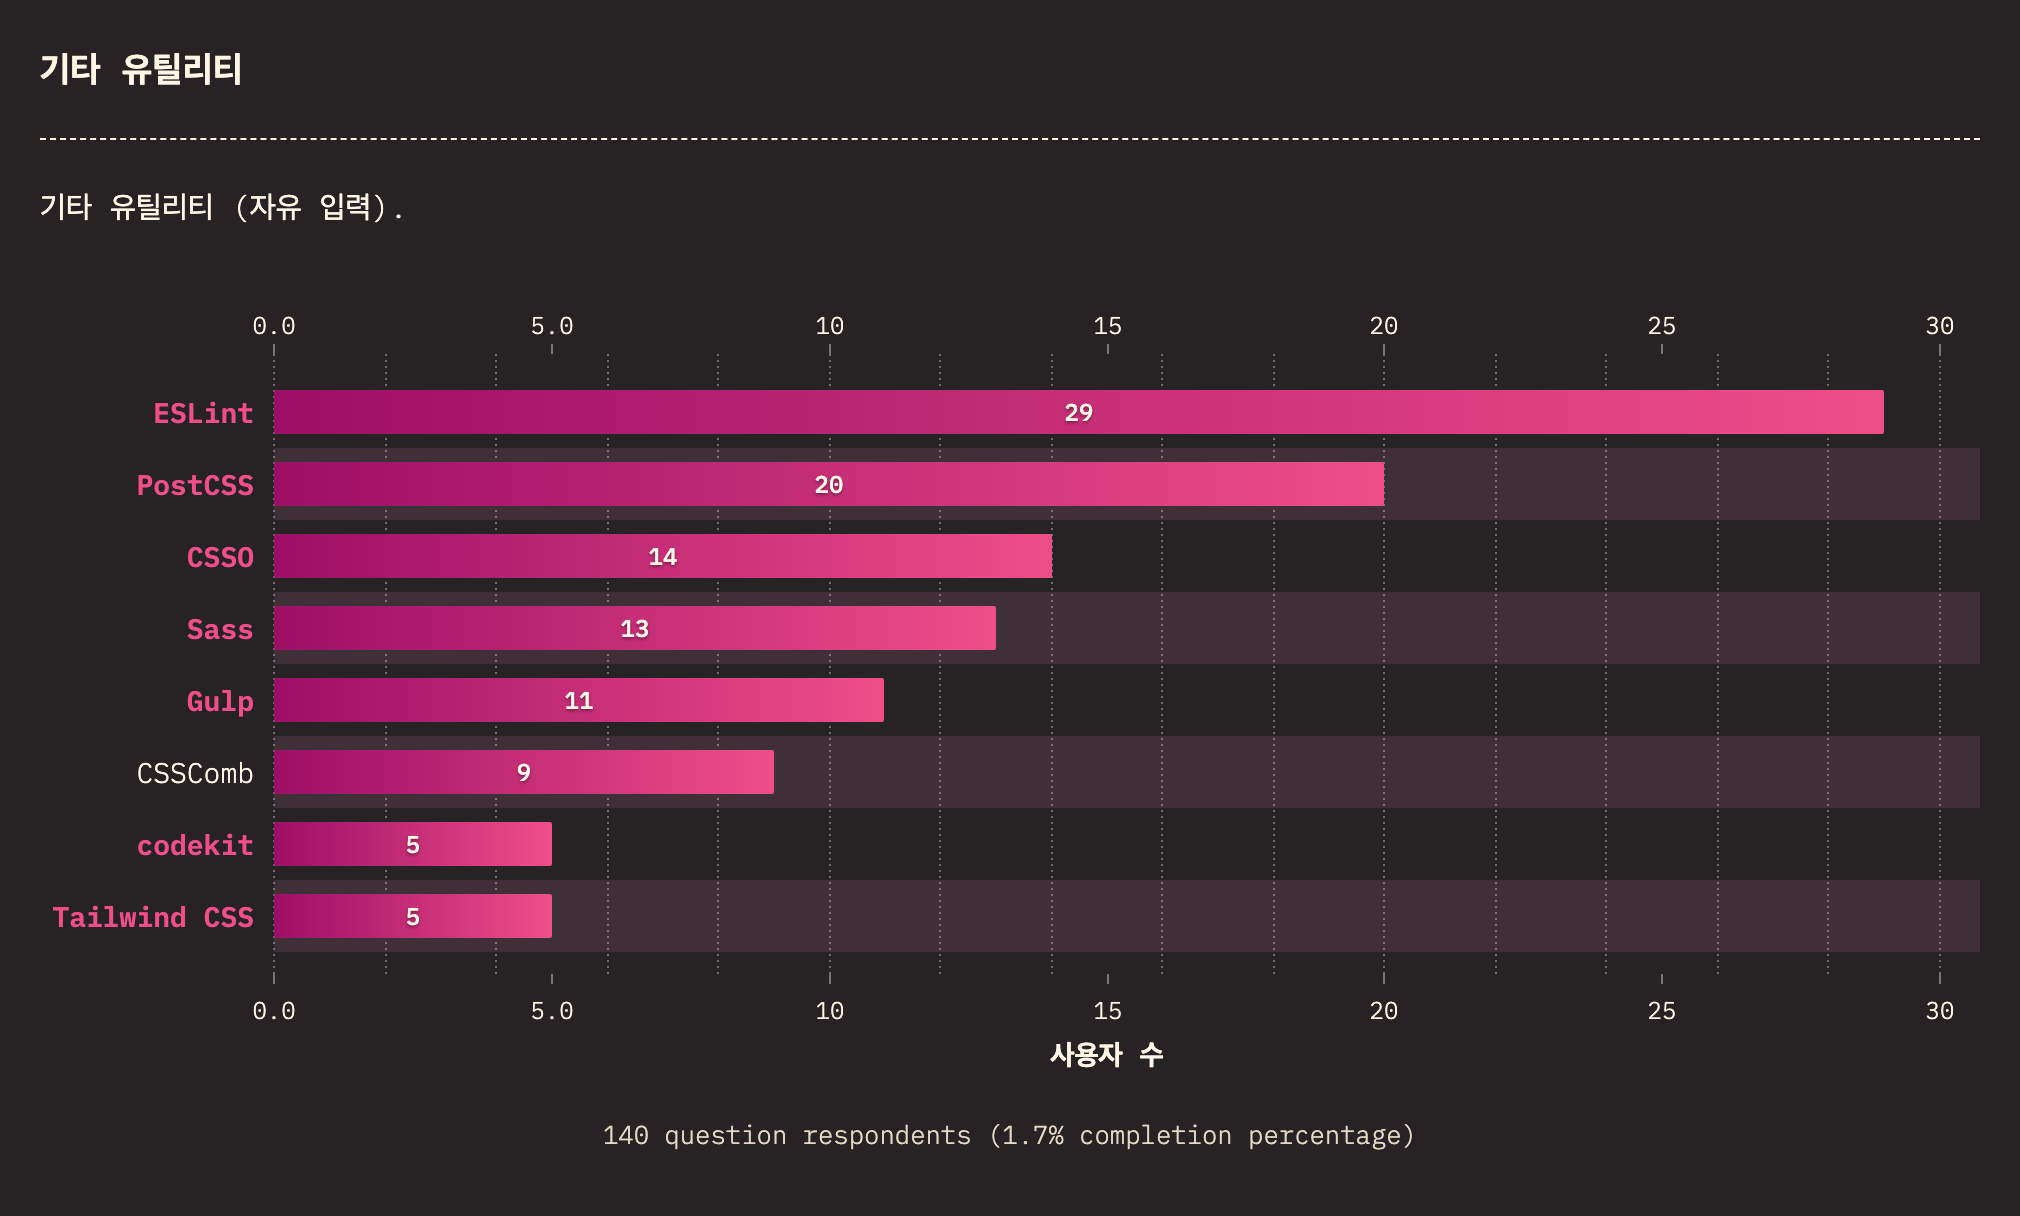 기타 유틸리티
기타 유틸리티 (자유 입력).
0.0 5.0 10 15 20 25 30
ESLint 29
PostCSS 20
CSSO 14
Sass 13
Gulp 11
CSSComb 9
codekit 5
Tailwind CSS 5
0.0 5.0 10 15 20 25 30
사용자 수
140 question respondents (1.7% completion percentage)